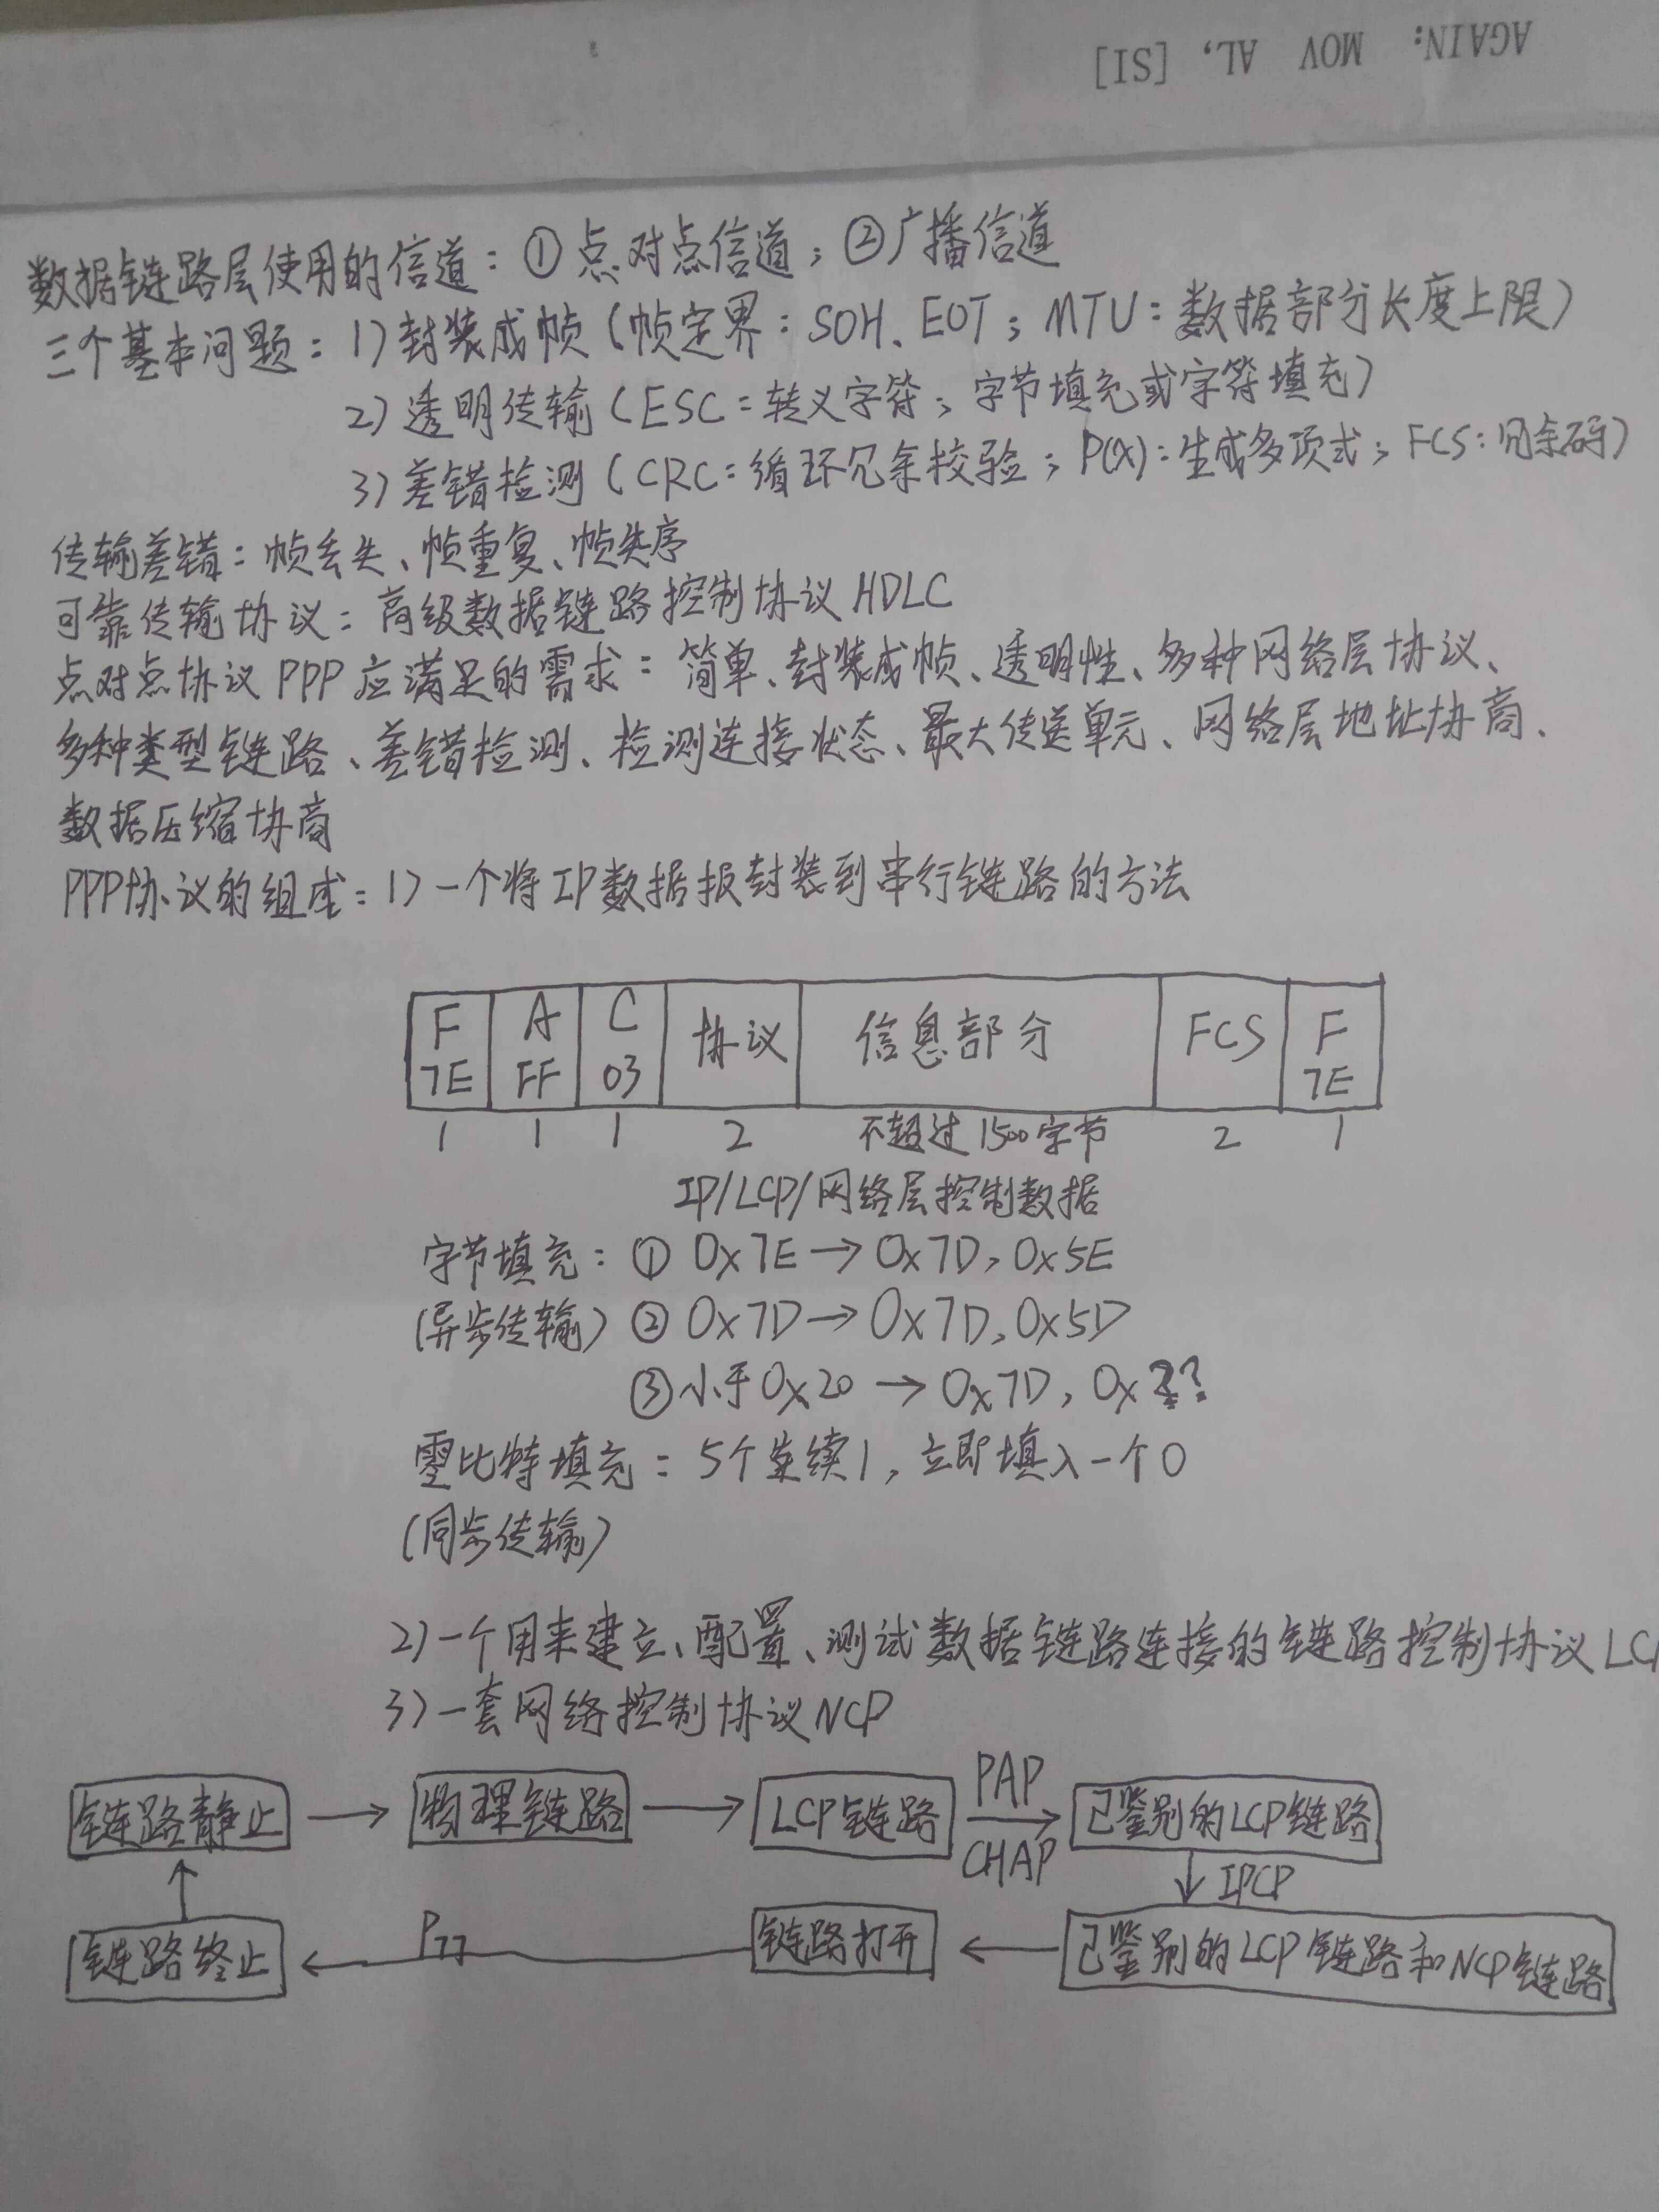 AGAIN: MOV AL, [SI]
数据链路层使用的信道：①点对点信道；②广播信道
三个基本问题：1）封装成帧（帧定界：SOH、EOT；MTU：数据部分长度上限）
2）透明传输（ESC：转义字符；字节填充或字符填充）
3）差错检测（CRC：循环冗余校验；P(X)：生成多项式；FCS：冗余码）
传输差错：帧丢失、帧重复、帧失序
可靠传输协议：高级数据链路控制协议HDLC
点对点协议PPP应满足的需求：简单、封装成帧、透明性、多种网络层协议、
多种类型链路、差错检测、检测连接状态、最大传送单元、网络层地址协商、
数据压缩协商
PPP协议的组成：1）一个将IP数据报封装到串行链路的方法
F A C 协议 信息部分 FCS F
7E FF 03 7E
1 1 1 2 不超过1500字节 2 1
IP/LCP/网络层控制数据
字节填充：① 0x7E→0x7D，0x5E
（异步传输）② 0x7D→0x7D，0x5D
③小于0x20→0x7D，0x??
零比特填充：5个连续1，立即填入一个0
（同步传输）
2）一个用来建立、配置、测试数据链路连接的链路控制协议LCP
3）一套网络控制协议NCP
链路静止 → 物理链路 → LCP链路 PAP → CHAP 已鉴别的LCP链路
↑ ↓ IPCP
链路终止 ← 链路打开 ← 已鉴别的LCP链路和NCP链路